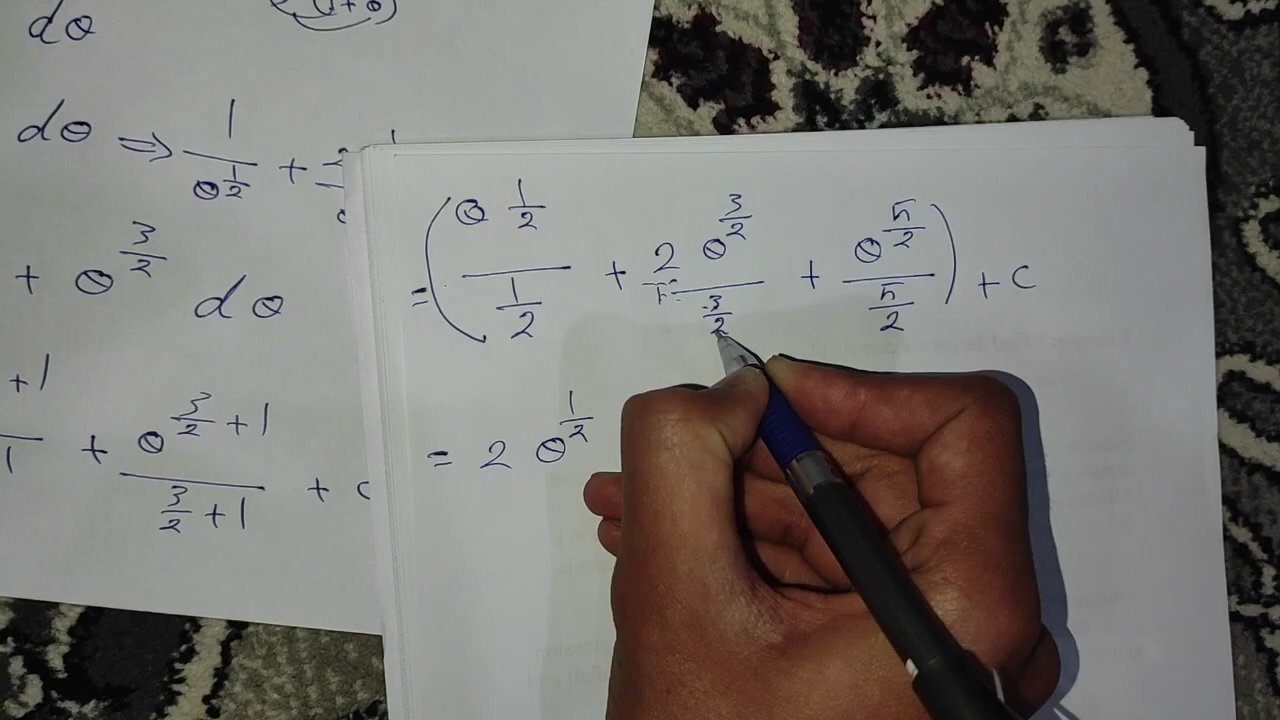 dθ
(1+θ)
dθ ⇒ 1/θ^(1/2) +
+ θ^(3/2) dθ
+1
+ θ^(3/2 +1)/(3/2 +1) + c
= (θ^(1/2)/(1/2) + 2 θ^(3/2)/(3/2) + θ^(5/2)/(5/2)) + c
= 2 θ^(1/2)